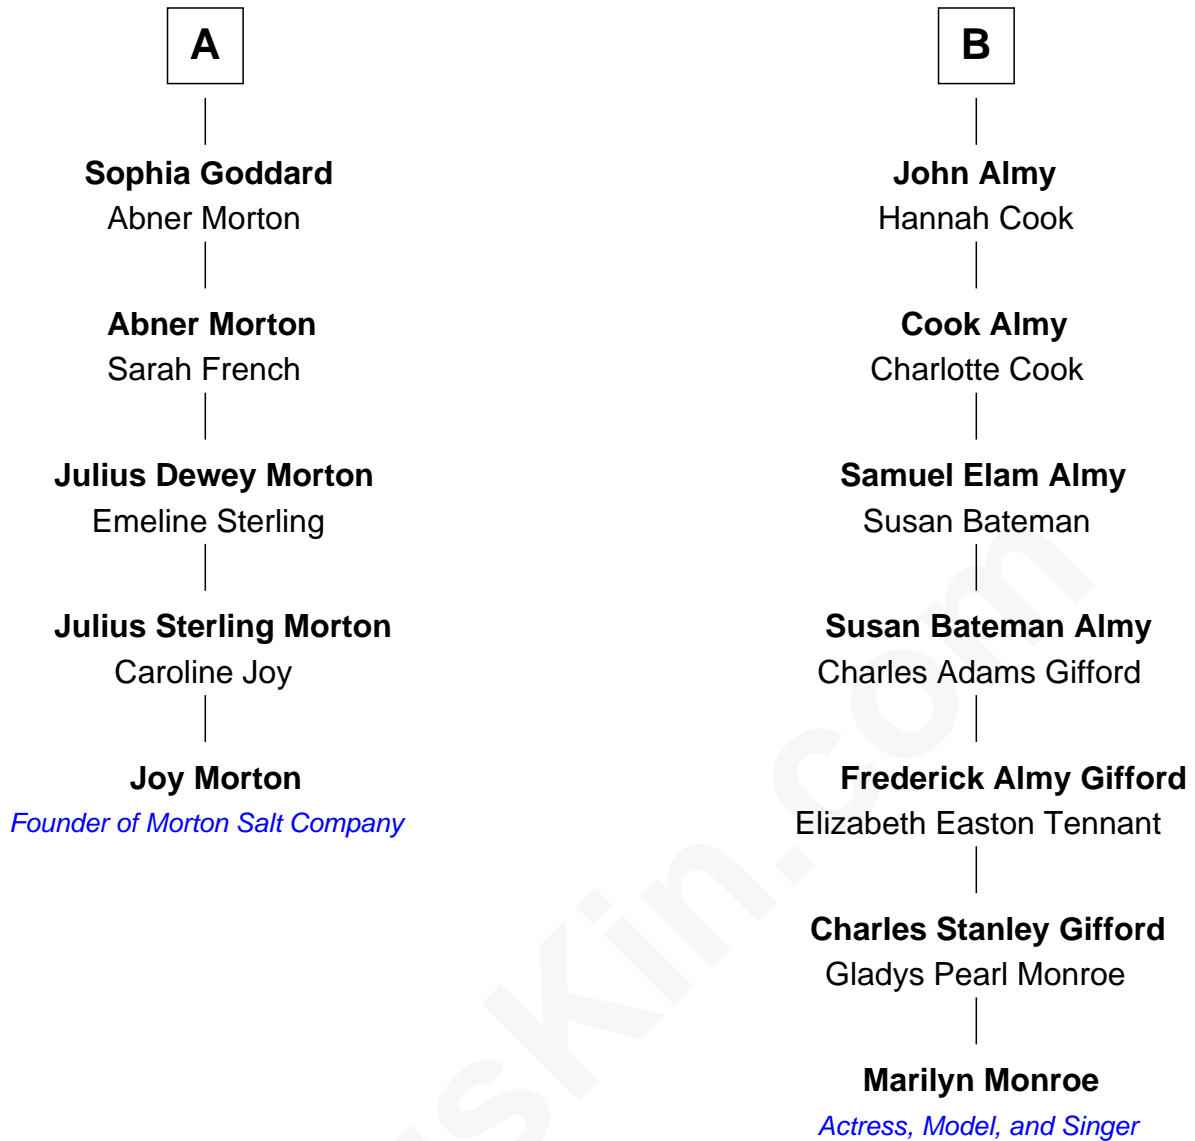 A
Sophia Goddard
Abner Morton
Abner Morton
Sarah French
Julius Dewey Morton
Emeline Sterling
Julius Sterling Morton
Caroline Joy
Joy Morton
Founder of Morton Salt Company
B
John Almy
Hannah Cook
Cook Almy
Charlotte Cook
Samuel Elam Almy
Susan Bateman
Susan Bateman Almy
Charles Adams Gifford
Frederick Almy Gifford
Elizabeth Easton Tennant
Charles Stanley Gifford
Gladys Pearl Monroe
Marilyn Monroe
Actress, Model, and Singer